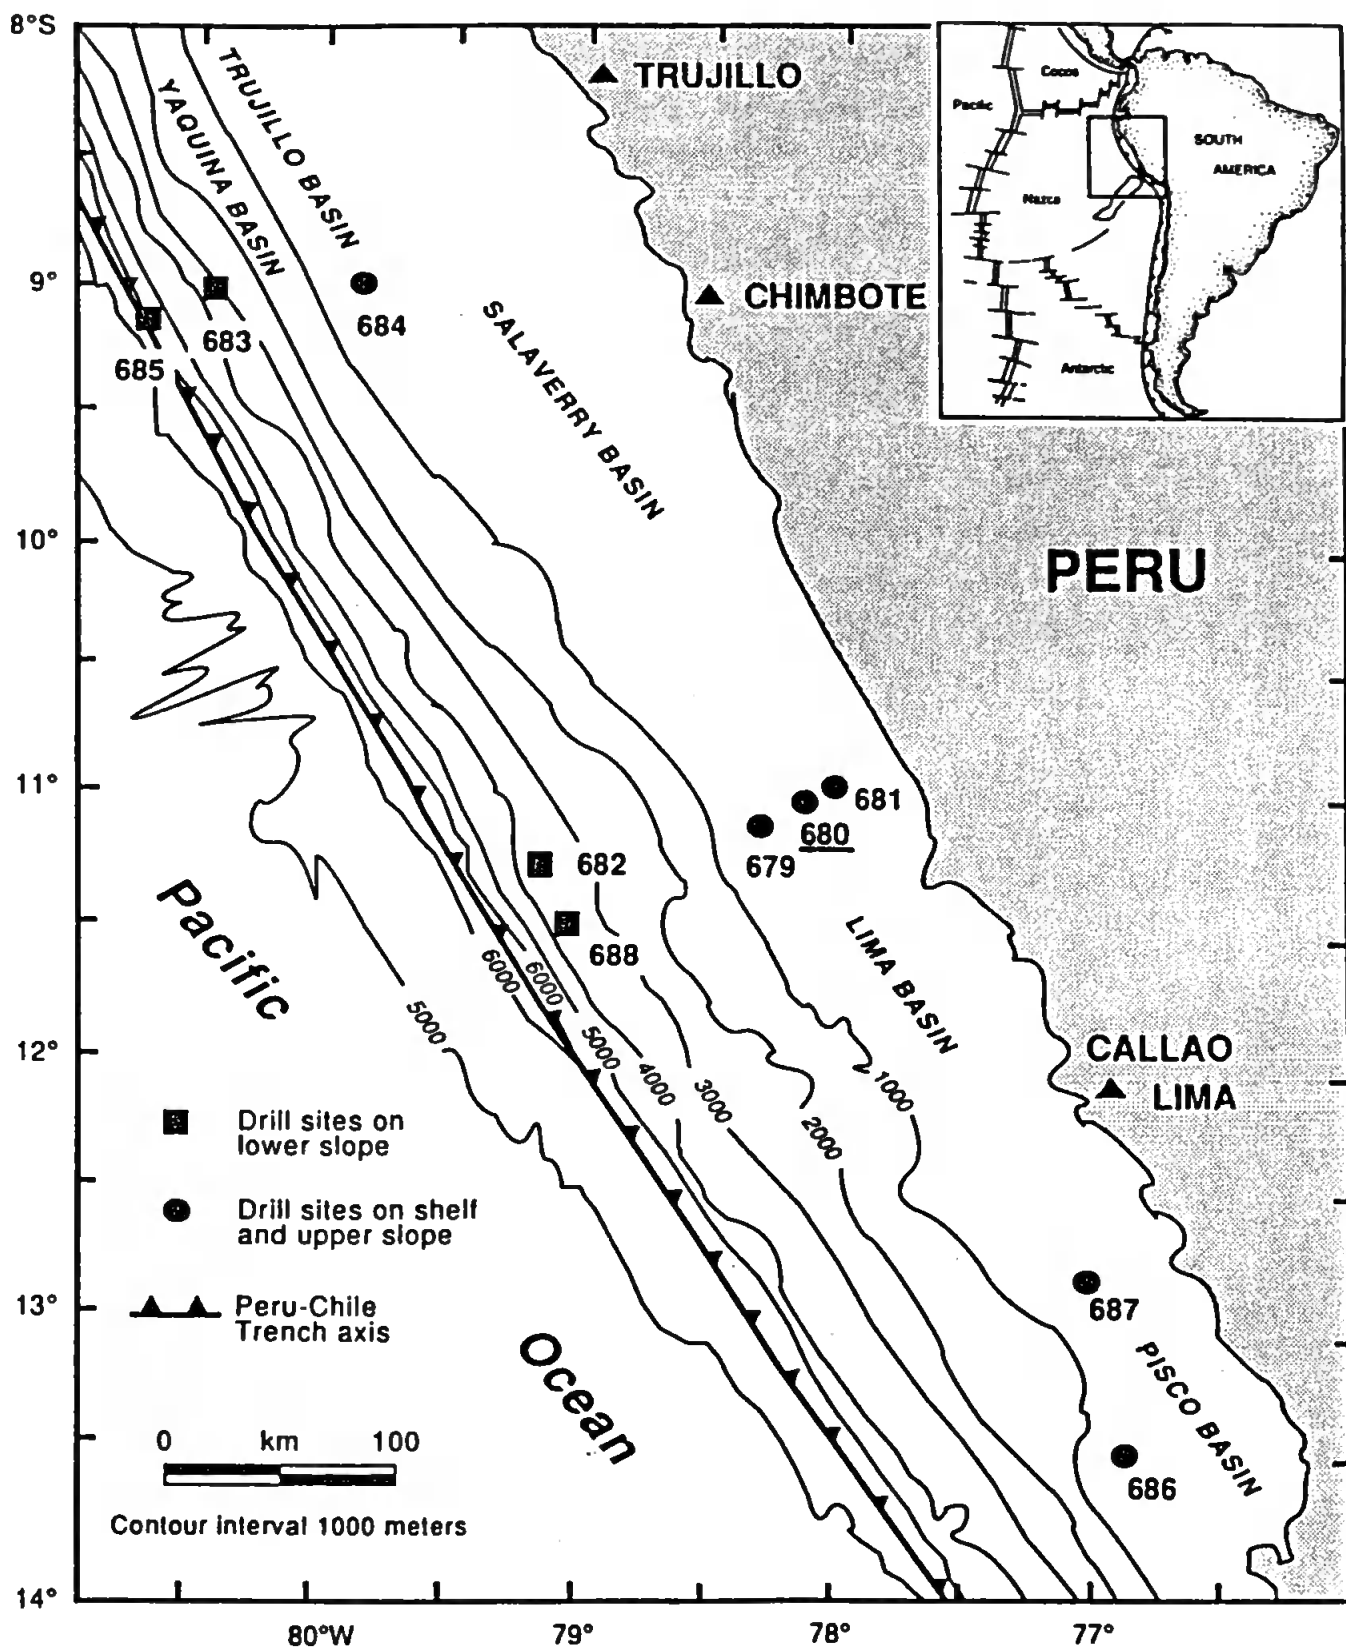 8°S
TRUJILLO
TRUJILLO BASIN
YAQUINA BASIN
Cocos
Pacific
SOUTH
AMERICA
Nazca
Antarctic
9°
CHIMBOTE
684
683
685
SALAVERRY BASIN
10°
PERU
11°
681
680
679
682
688
Pacific
LIMA BASIN
6000
6000
5000
5000
4000
3000
2000
1000
12°
CALLAO
LIMA
Drill sites on
lower slope
Drill sites on shelf
and upper slope
687
13°
Peru-Chile
Trench axis
Ocean
PISCO BASIN
0 km 100
686
Contour interval 1000 meters
14°
80°W
79°
78°
77°